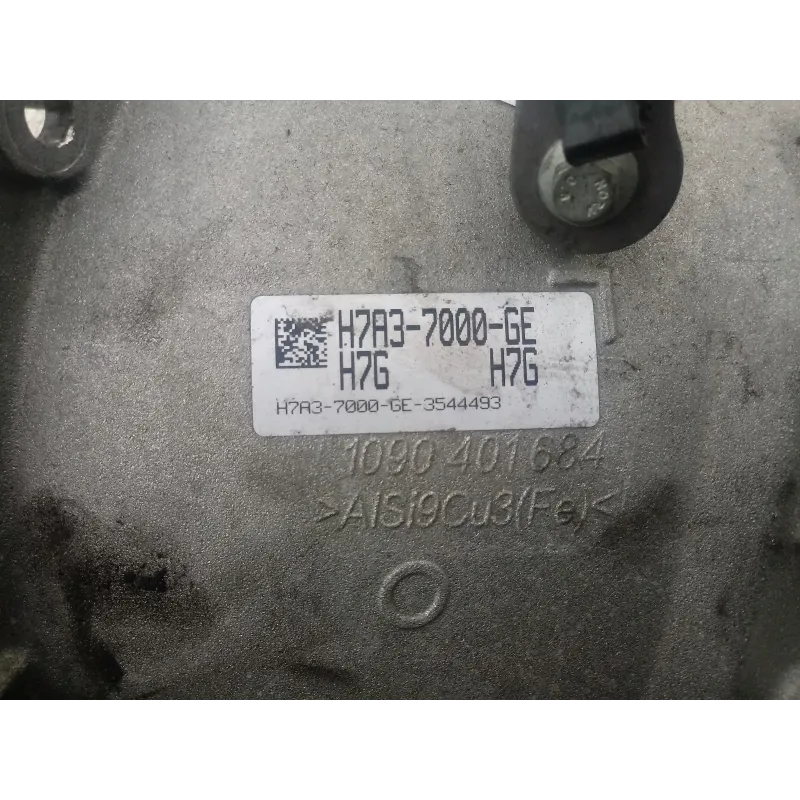 H7A3-7000-GE
H7G H7G
H7A3-7000-GE-3544493
1090 401 684
>AlSi9Cu3(Fe)<